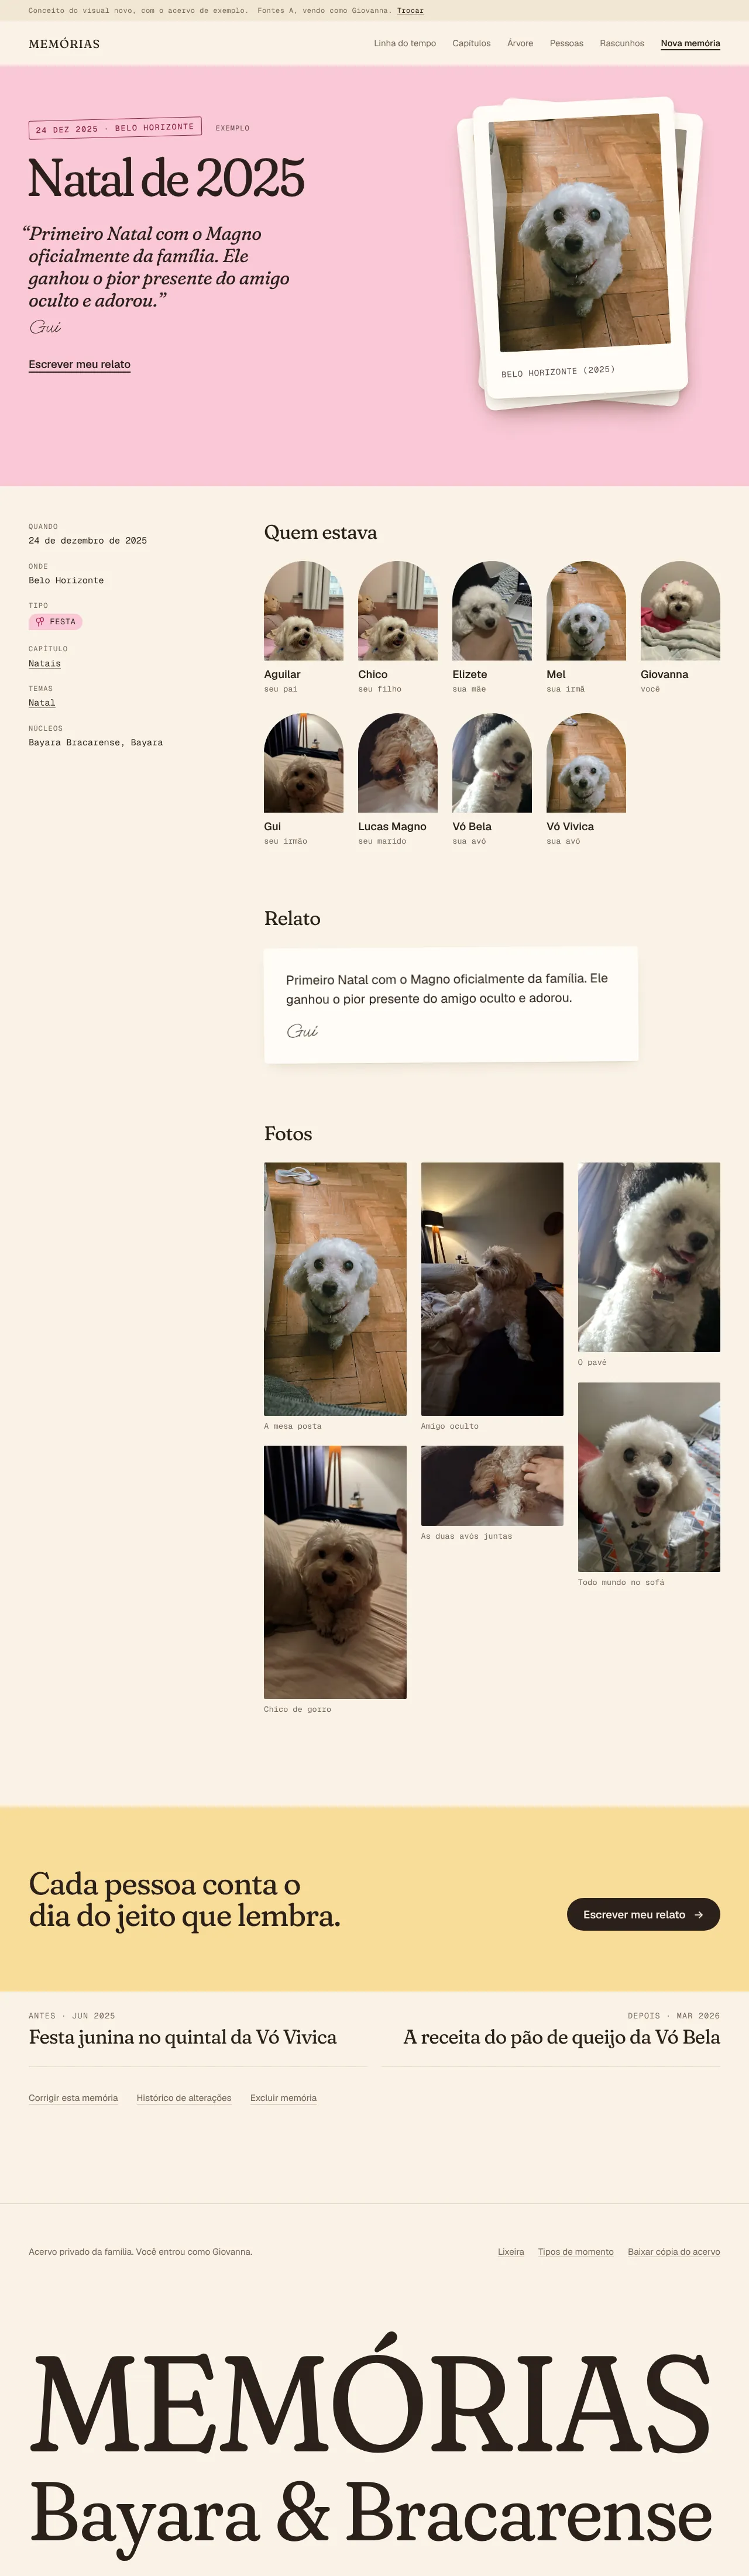 Conceito do visual novo, com o acervo de exemplo. Fontes A, vendo como Giovanna. Trocar
MEMÓRIAS
Linha do tempo Capítulos Árvore Pessoas Rascunhos Nova memória
24 DEZ 2025 · BELO HORIZONTE
EXEMPLO
Natal de 2025
“Primeiro Natal com o Magno
oficialmente da família. Ele
ganhou o pior presente do amigo
oculto e adorou.”
Gui
Escrever meu relato
BELO HORIZONTE (2025)
QUANDO
24 de dezembro de 2025
ONDE
Belo Horizonte
TIPO
FESTA
CAPÍTULO
Natais
TEMAS
Natal
NÚCLEOS
Bayara Bracarense, Bayara
Quem estava
Aguilar
seu pai
Chico
seu filho
Elizete
sua mãe
Mel
sua irmã
Giovanna
você
Gui
seu irmão
Lucas Magno
seu marido
Vó Bela
sua avó
Vó Vivica
sua avó
Relato
Primeiro Natal com o Magno oficialmente da família. Ele
ganhou o pior presente do amigo oculto e adorou.
Gui
Fotos
A mesa posta
Amigo oculto
O pavê
Chico de gorro
As duas avós juntas
Todo mundo no sofá
Cada pessoa conta o
dia do jeito que lembra.
Escrever meu relato →
ANTES · JUN 2025
Festa junina no quintal da Vó Vivica
DEPOIS · MAR 2026
A receita do pão de queijo da Vó Bela
Corrigir esta memória Histórico de alterações Excluir memória
Acervo privado da família. Você entrou como Giovanna.
Lixeira Tipos de momento Baixar cópia do acervo
MEMÓRIAS
Bayara & Bracarense